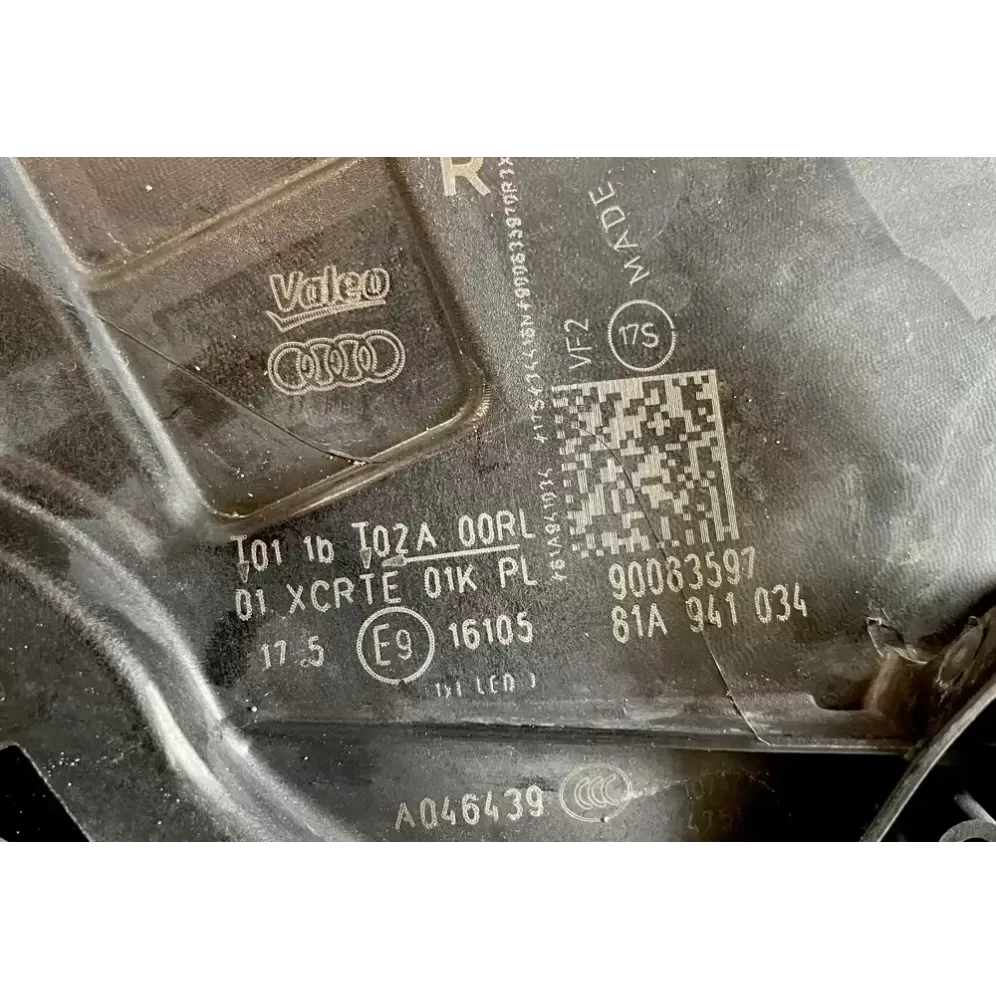 R
Valeo
MADE
17S
VF2
T01 1b T02A 00RL
01 XCRTE 01K PL
17.5 E9 16105
90083597
81A 941 034
A046439
CCC